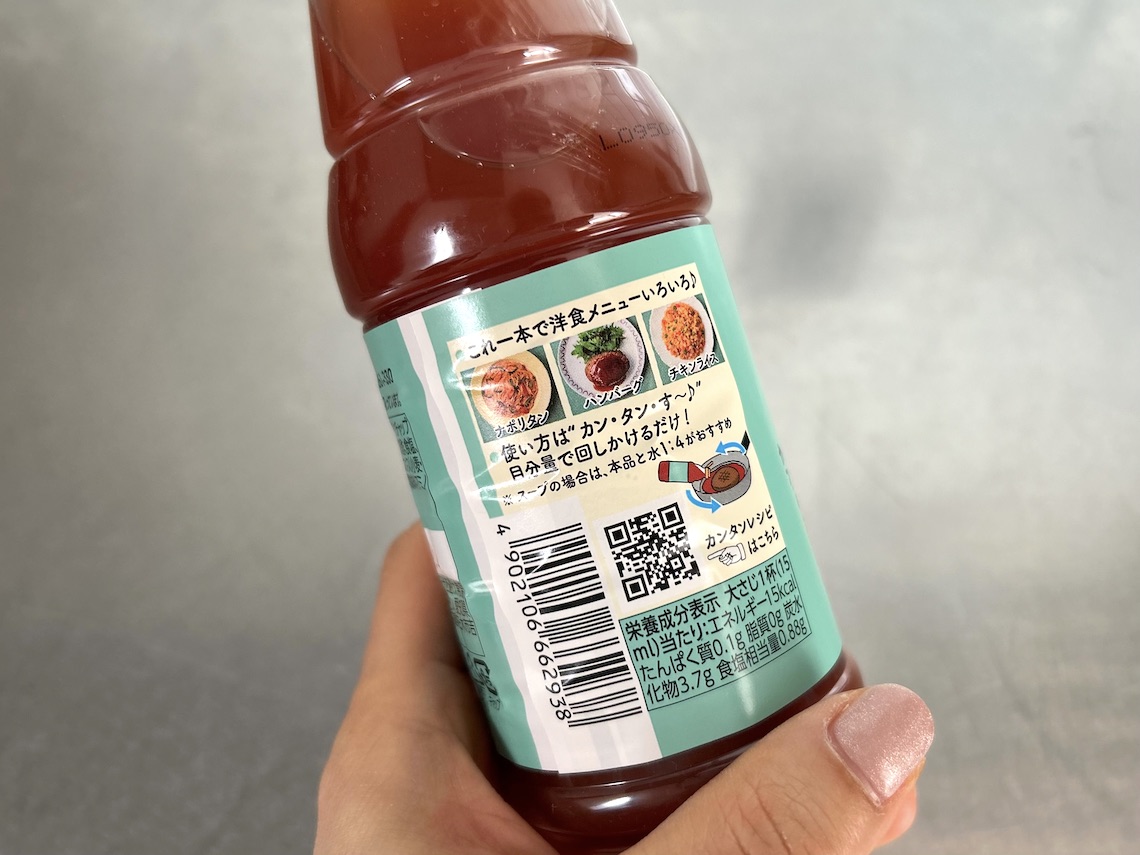 L0950
これ一本で洋食メニューいろいろ♪
ナポリタン
ハンバーグ
チキンライス
使い方は"カン・タン・す〜♪"
目分量で回しかけるだけ!
※スープの場合は、本品と水1:4がおすすめ
カンタンレシピ
はこちら
4 902106 662938
栄養成分表示 大さじ1杯(15
ml)当たり:エネルギー15kcal
たんぱく質0.1g 脂質0g 炭水
化物3.7g 食塩相当量0.88g